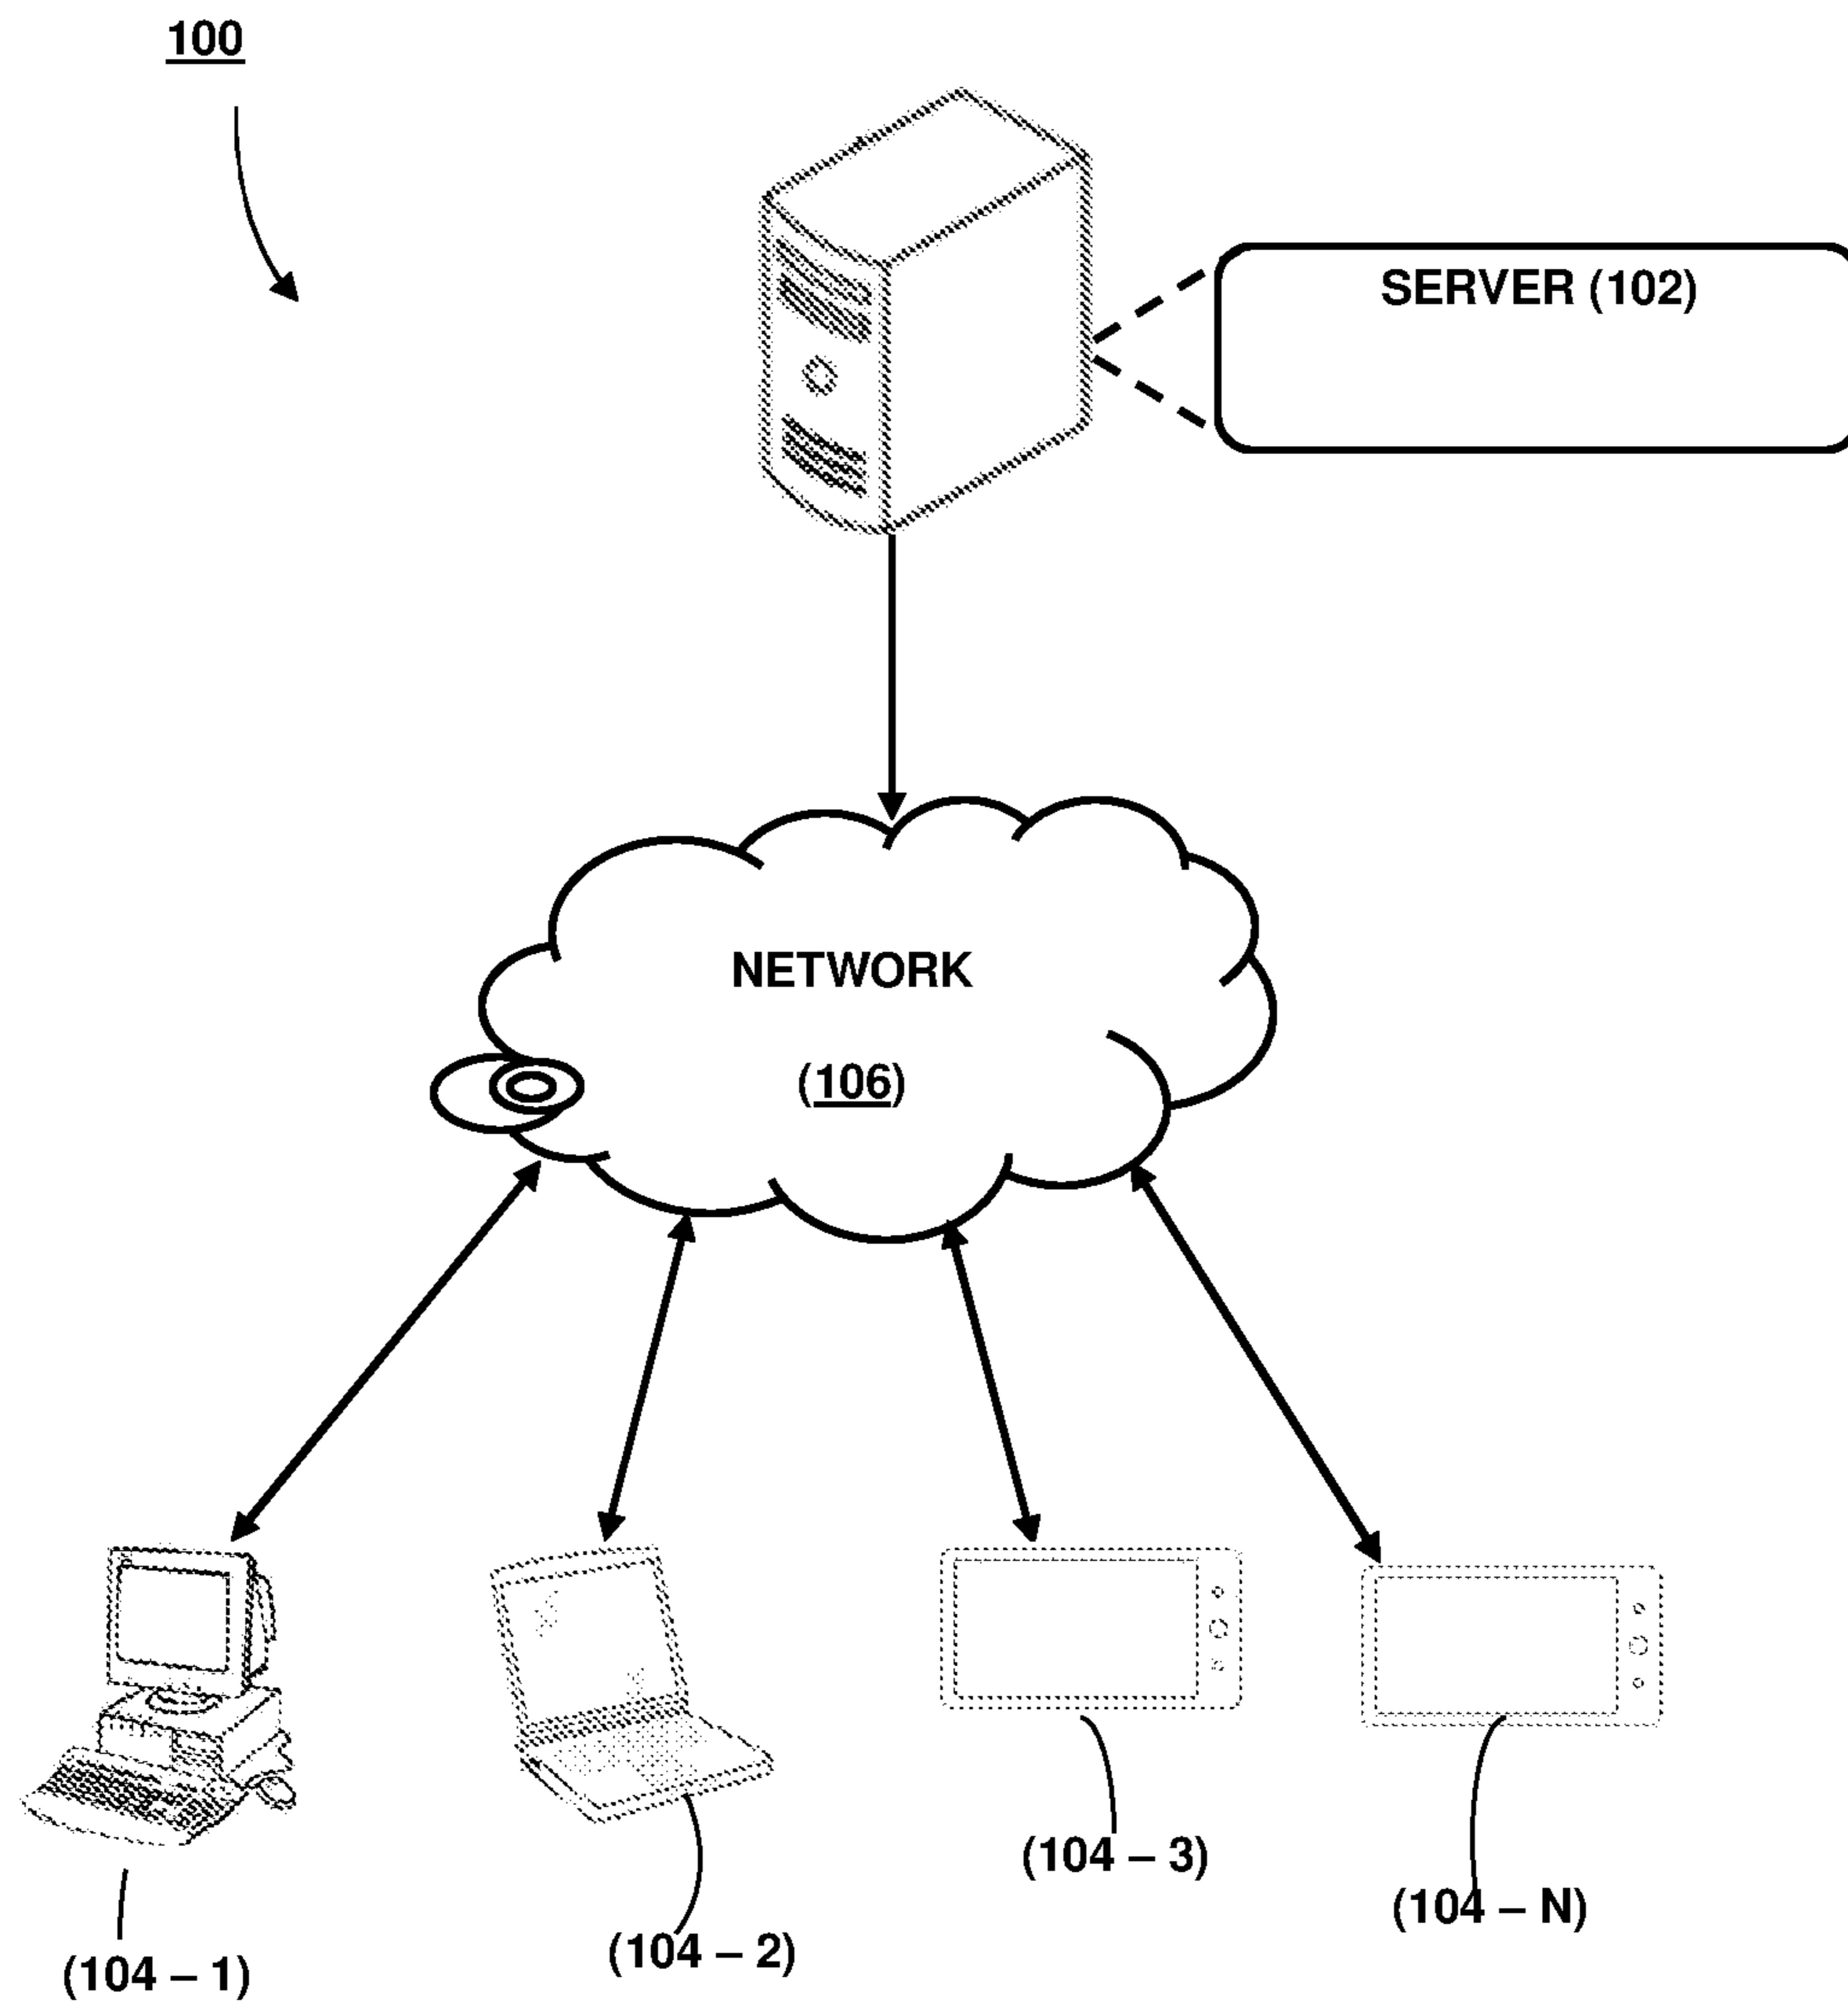 100
SERVER (102)
NETWORK
(106)
(104 – 3)
(104 – N)
(104 – 2)
(104 – 1)